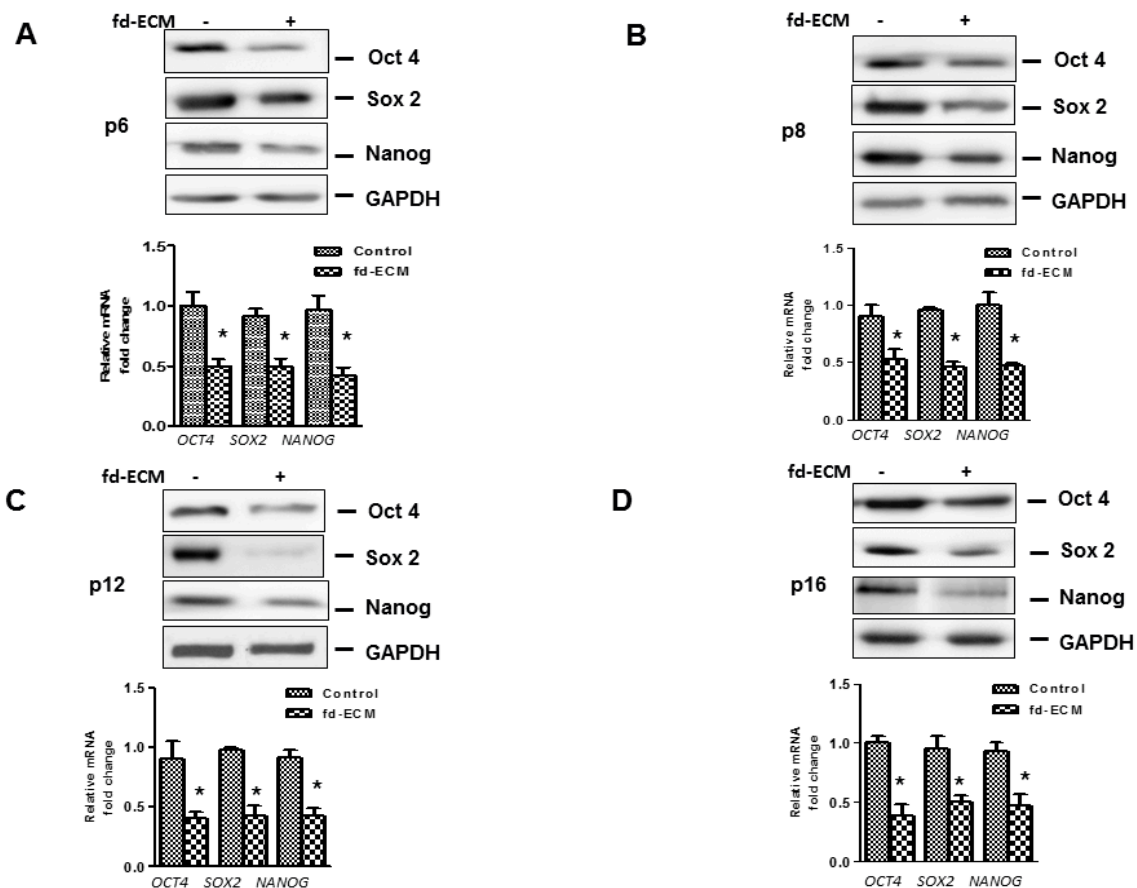 A
fd-ECM - +
Oct 4
Sox 2
p6
Nanog
GAPDH
1.5
1.0
0.5
0.0
Relative mRNA
fold change
Control
fd-ECM
* * *
OCT4 SOX2 NANOG
B
fd-ECM - +
Oct 4
Sox 2
p8
Nanog
GAPDH
1.5
1.0
0.5
0.0
Relative mRNA
fold change
Control
fd-ECM
* * *
OCT4 SOX2 NANOG
C
fd-ECM - +
Oct 4
Sox 2
p12
Nanog
GAPDH
1.5
1.0
0.5
0.0
Relative mRNA
fold change
Control
fd-ECM
* * *
OCT4 SOX2 NANOG
D
fd-ECM - +
Oct 4
Sox 2
p16
Nanog
GAPDH
1.5
1.0
0.5
0.0
Relative mRNA
fold change
Control
fd-ECM
* * *
OCT4 SOX2 NANOG